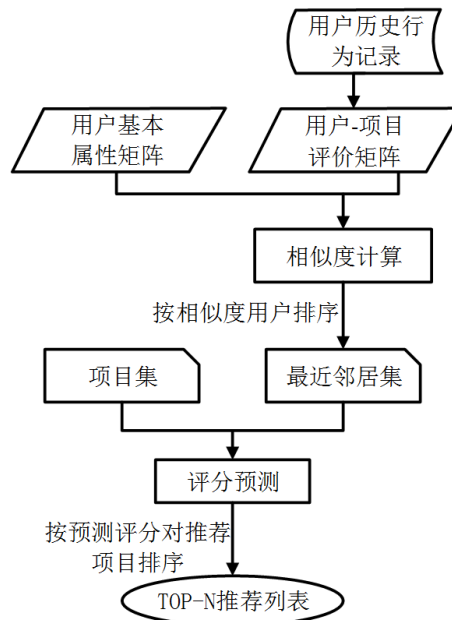 用户历史行
为记录
用户基本
属性矩阵
用户-项目
评价矩阵
相似度计算
按相似度用户排序
项目集
最近邻居集
评分预测
按预测评分对推荐
项目排序
TOP-N推荐列表